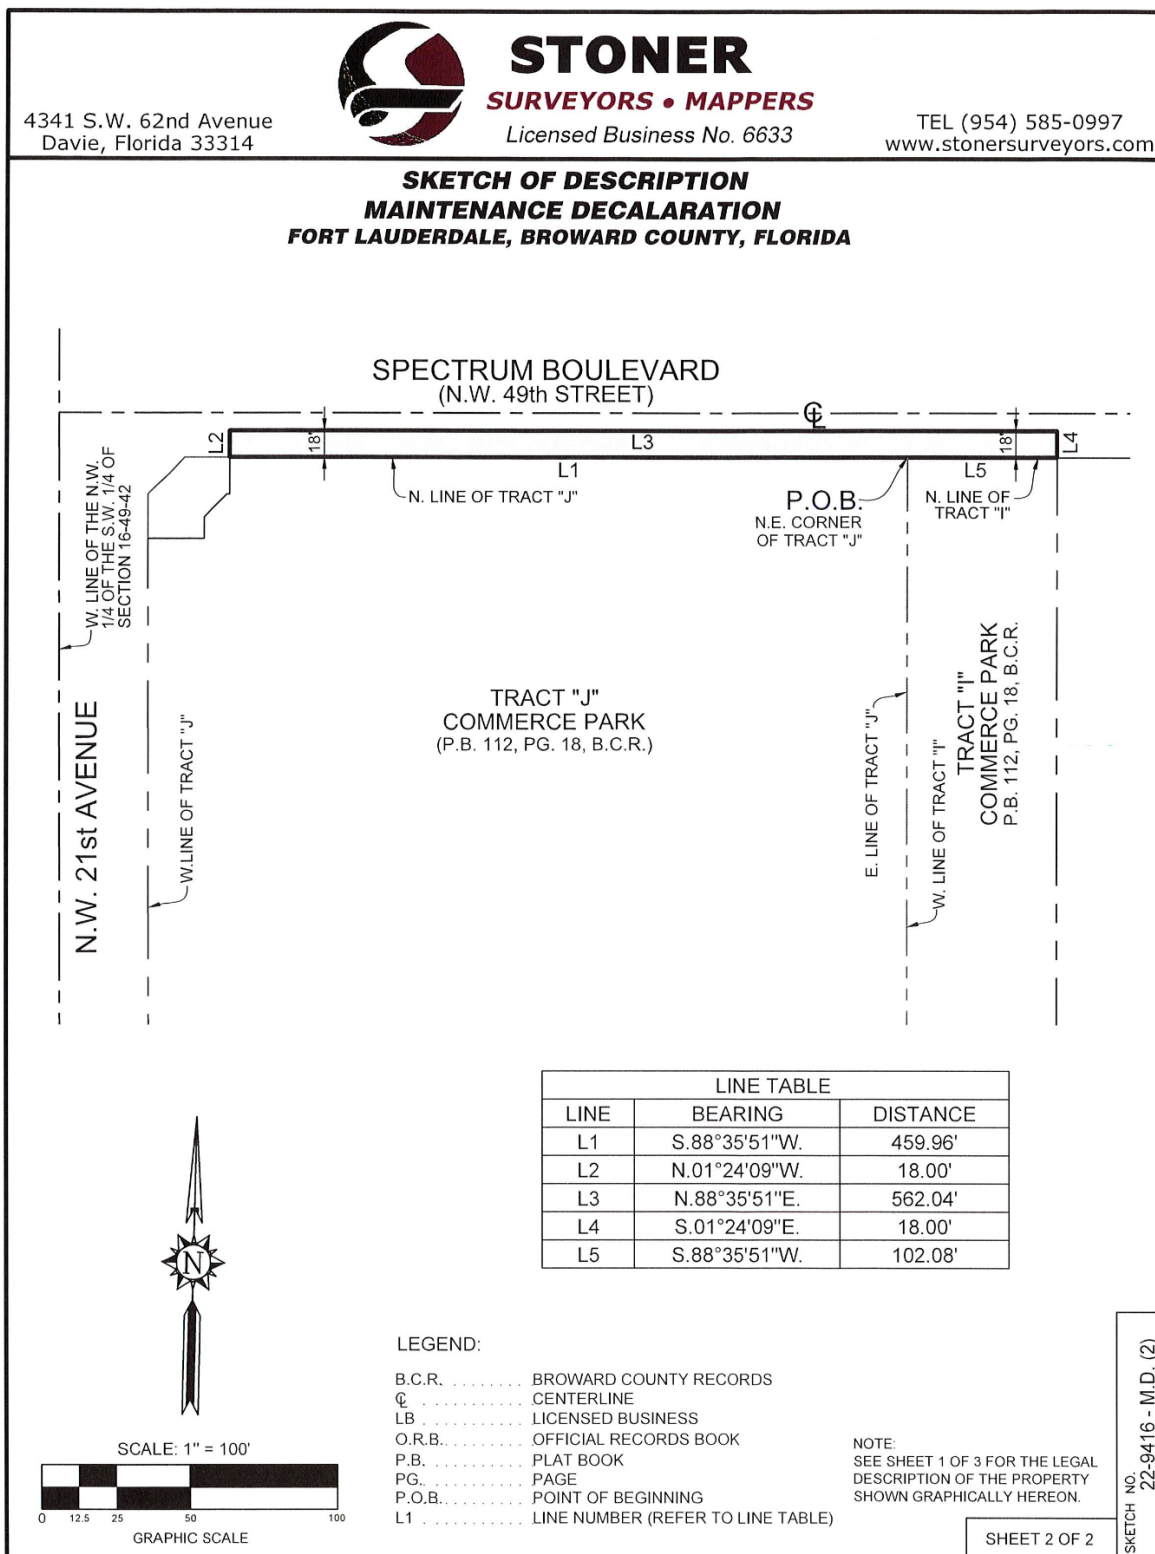 STONER
SURVEYORS • MAPPERS
Licensed Business No. 6633
4341 S.W. 62nd Avenue
Davie, Florida 33314
TEL (954) 585-0997
www.stonersurveyors.com
SKETCH OF DESCRIPTION
MAINTENANCE DECALARATION
FORT LAUDERDALE, BROWARD COUNTY, FLORIDA
SPECTRUM BOULEVARD
(N.W. 49th STREET)
℄
L2
18'
L3
18'
L4
L1
L5
N. LINE OF TRACT "J"
P.O.B.
N.E. CORNER
OF TRACT "J"
N. LINE OF
TRACT "I"
W. LINE OF THE N.W.
1/4 OF THE S.W. 1/4 OF
SECTION 16-49-42
N.W. 21st AVENUE
W.LINE OF TRACT "J"
TRACT "J"
COMMERCE PARK
(P.B. 112, PG. 18, B.C.R.)
E. LINE OF TRACT "J"
W. LINE OF TRACT "I"
TRACT "I"
COMMERCE PARK
P.B. 112, PG. 18, B.C.R.
LINE TABLE
LINE BEARING DISTANCE
L1 S.88°35'51"W. 459.96'
L2 N.01°24'09"W. 18.00'
L3 N.88°35'51"E. 562.04'
L4 S.01°24'09"E. 18.00'
L5 S.88°35'51"W. 102.08'
N
SCALE: 1" = 100'
0 12.5 25 50 100
GRAPHIC SCALE
LEGEND:
B.C.R. . . . . . . . . BROWARD COUNTY RECORDS
℄ . . . . . . . . . . . CENTERLINE
LB . . . . . . . . . . . LICENSED BUSINESS
O.R.B. . . . . . . . . OFFICIAL RECORDS BOOK
P.B. . . . . . . . . . . PLAT BOOK
PG. . . . . . . . . . . PAGE
P.O.B. . . . . . . . . POINT OF BEGINNING
L1 . . . . . . . . . . . LINE NUMBER (REFER TO LINE TABLE)
NOTE:
SEE SHEET 1 OF 3 FOR THE LEGAL
DESCRIPTION OF THE PROPERTY
SHOWN GRAPHICALLY HEREON.
SHEET 2 OF 2
SKETCH NO.
22-9416 - M.D. (2)